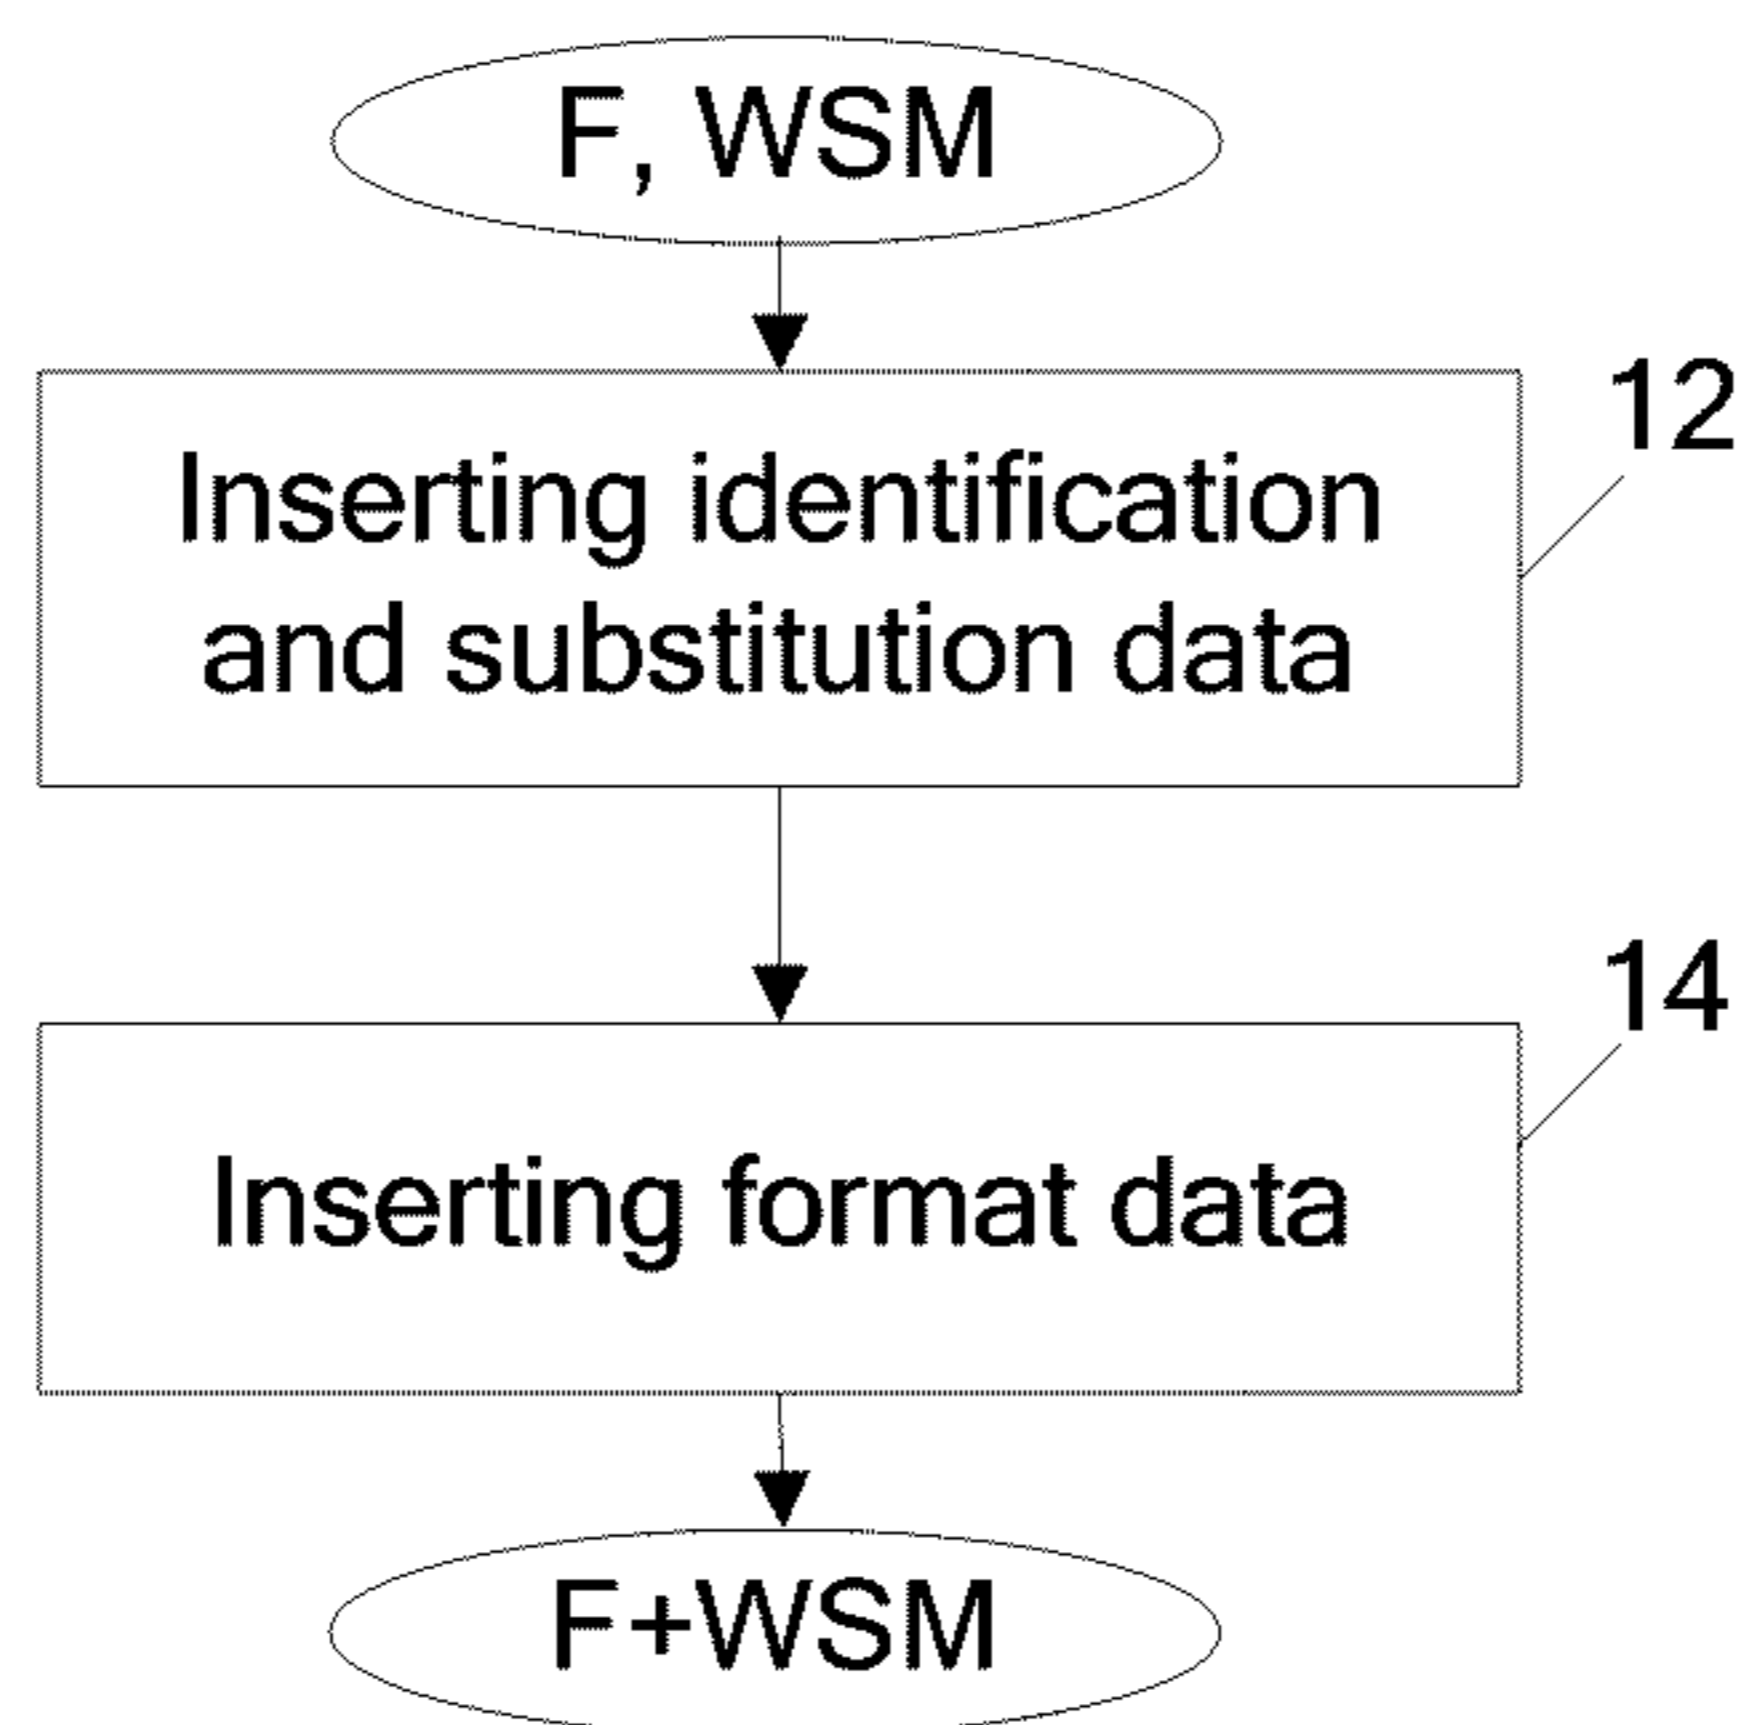 F, WSM
12
Inserting identification
and substitution data
14
Inserting format data
F+WSM